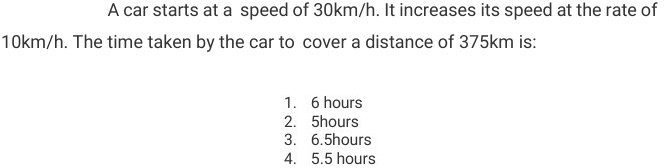 A car starts at a speed of 30km/h. It increases its speed at the rate of
10km/h. The time taken by the car to cover a distance of 375km is:
1. 6 hours
2. 5hours
3. 6.5hours
4. 5.5 hours